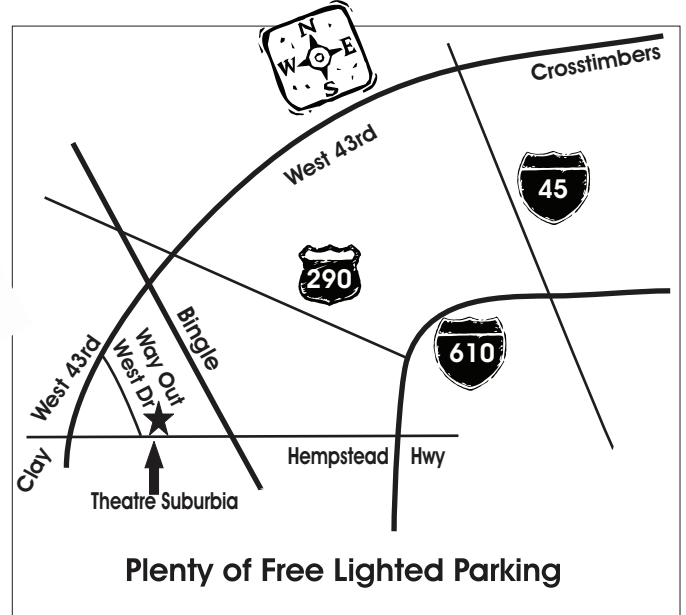 N
W E
S
Crosstimbers
West 43rd
45
290
Bingle
610
Way Out
West Dr
West 43rd
Hempstead Hwy
Clay
Theatre Suburbia
Plenty of Free Lighted Parking